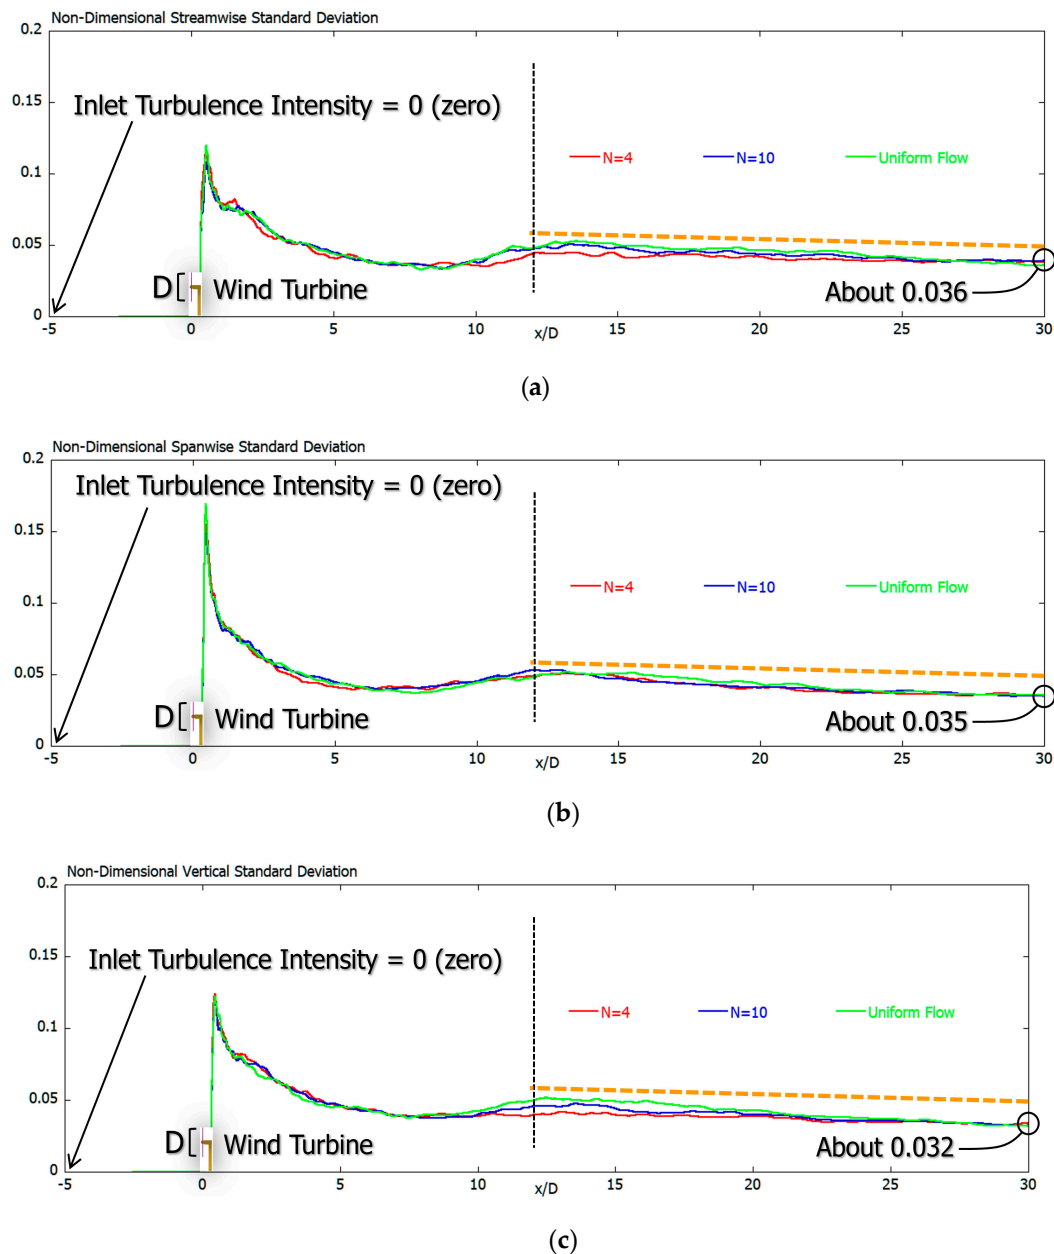 Non-Dimensional Streamwise Standard Deviation
0.2
Inlet Turbulence Intensity = 0 (zero)
0.15
N=4 N=10 Uniform Flow
0.1
0.05
D Wind Turbine About 0.036
0
-5 0 5 10 x/D 15 20 25 30
(a)
Non-Dimensional Spanwise Standard Deviation
0.2
Inlet Turbulence Intensity = 0 (zero)
0.15
N=4 N=10 Uniform Flow
0.1
0.05
D Wind Turbine About 0.035
0
-5 0 5 10 x/D 15 20 25 30
(b)
Non-Dimensional Vertical Standard Deviation
0.2
Inlet Turbulence Intensity = 0 (zero)
0.15
N=4 N=10 Uniform Flow
0.1
0.05
D Wind Turbine About 0.032
0
-5 0 5 10 x/D 15 20 25 30
(c)